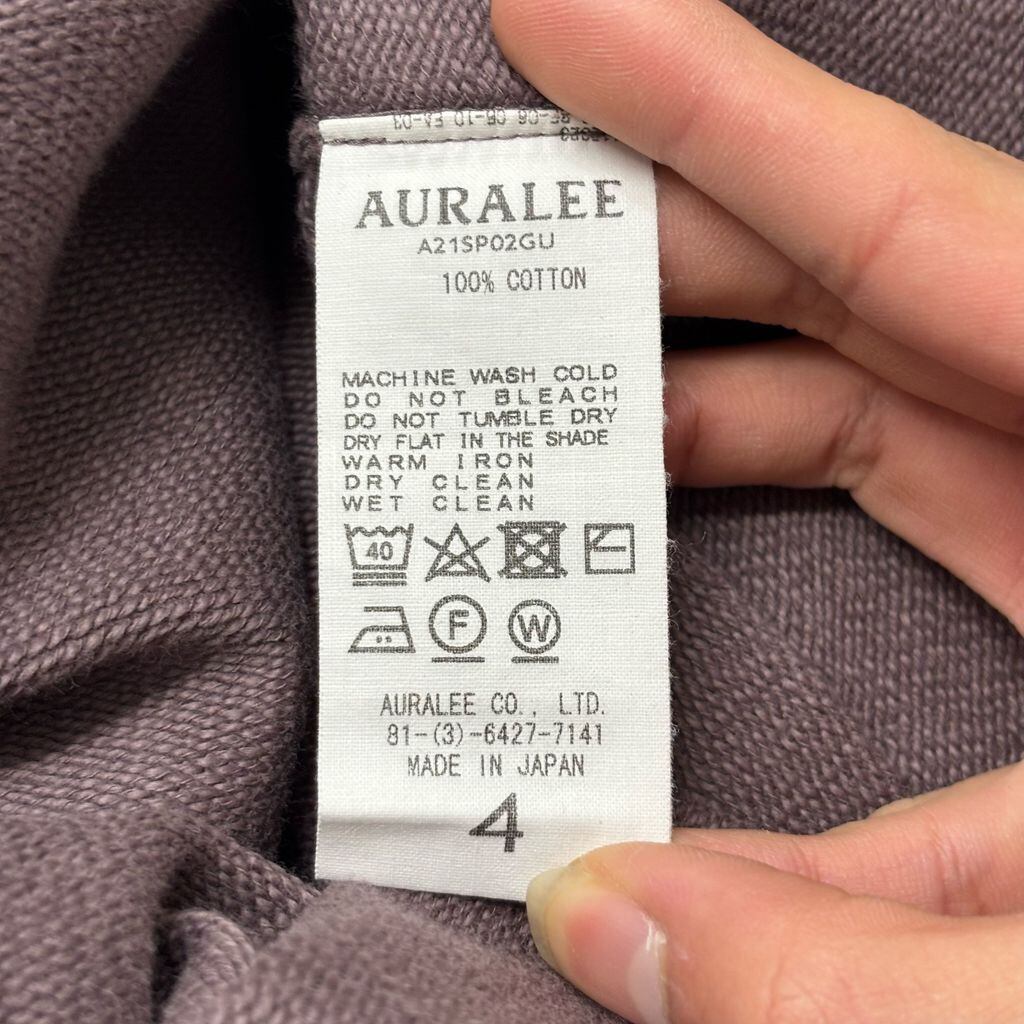 AURALEE
A21SP02GU
100% COTTON
MACHINE WASH COLD
DO NOT BLEACH
DO NOT TUMBLE DRY
DRY FLAT IN THE SHADE
WARM IRON
DRY CLEAN
WET CLEAN
40
F W
AURALEE CO., LTD.
81-(3)-6427-7141
MADE IN JAPAN
4